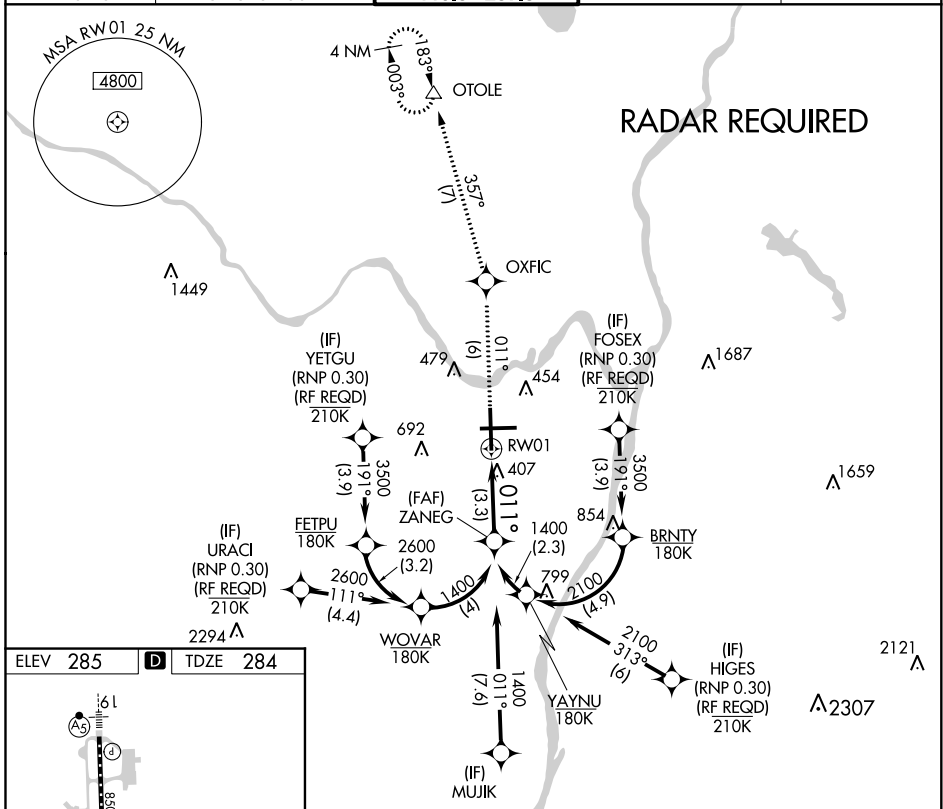 MSA RW01 25 NM
4800
4 NM
183°
003°
OTOLE
RADAR REQUIRED
357°
(7)
OXFIC
1449
011°
(6)
(IF)
YETGU
(RNP 0.30)
(RF REQD)
210K
479
454
(IF)
FOSEX
(RNP 0.30)
(RF REQD)
210K
1687
692
RW01
407
3500
191°
(3.9)
3500
191°
(3.9)
1659
011°
(3.3)
(FAF)
ZANEG
1400
(2.3)
854
BRNTY
180K
FETPU
180K
2600
(3.2)
(IF)
URACI
(RNP 0.30)
(RF REQD)
210K
2600
111°
(4.4)
1400
(4)
799
2100
(4.9)
2294
WOVAR
180K
2100
313°
(6)
2121
1400
011°
(7.6)
YAYNU
180K
(IF)
HIGES
(RNP 0.30)
(RF REQD)
210K
2307
(IF)
MUJIK
ELEV 285
D
TDZE 284
19
A5
P